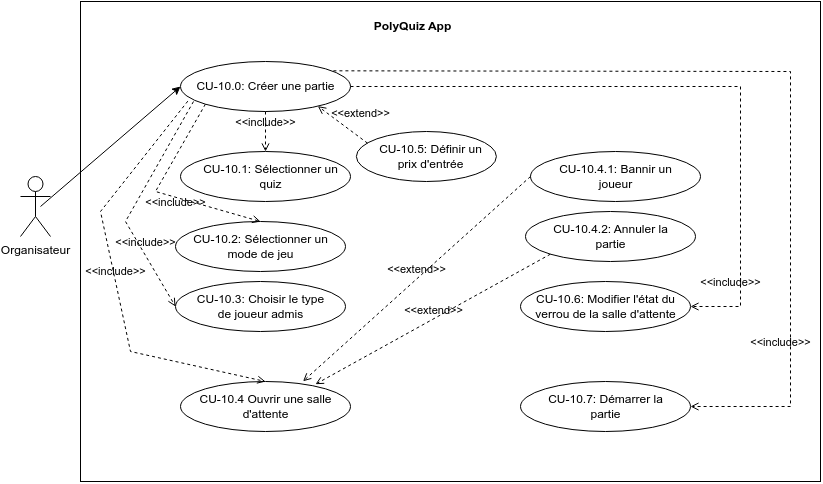 PolyQuiz App
CU-10.0: Créer une partie
<<extend>>
<<include>>
CU-10.5: Définir un
prix d'entrée
CU-10.1: Sélectionner un
quiz
CU-10.4.1: Bannir un
joueur
<<include>>
Organisateur
CU-10.2: Sélectionner un
mode de jeu
CU-10.4.2: Annuler la
partie
<<include>>
<<include>>
<<extend>>
<<include>>
CU-10.3: Choisir le type
de joueur admis
<<extend>>
CU-10.6: Modifier l'état du
verrou de la salle d'attente
<<include>>
CU-10.4 Ouvrir une salle
d'attente
CU-10.7: Démarrer la
partie